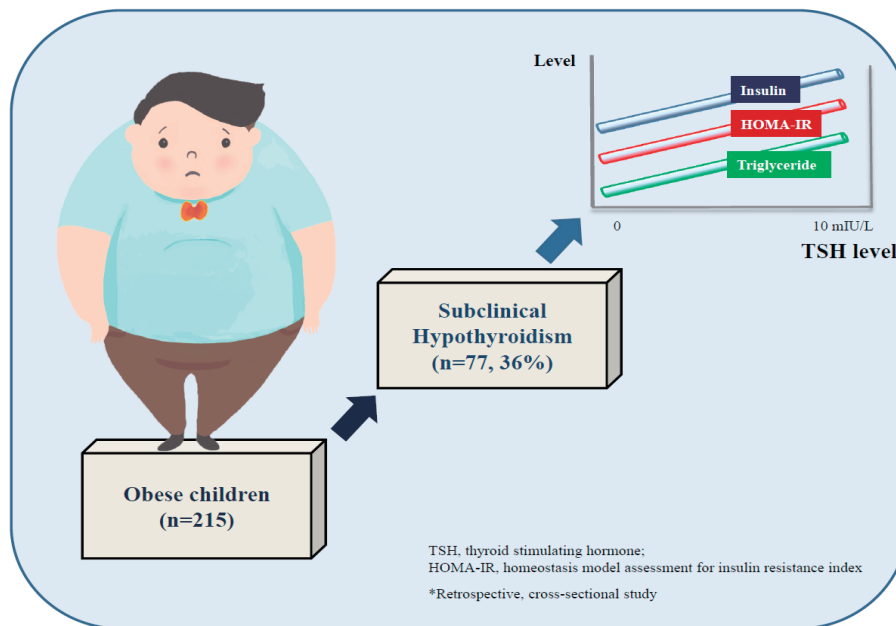 Level
Insulin
HOMA-IR
Triglyceride
0
10 mIU/L
TSH level
Subclinical
Hypothyroidism
(n=77, 36%)
Obese children
(n=215)
TSH, thyroid stimulating hormone;
HOMA-IR, homeostasis model assessment for insulin resistance index
*Retrospective, cross-sectional study